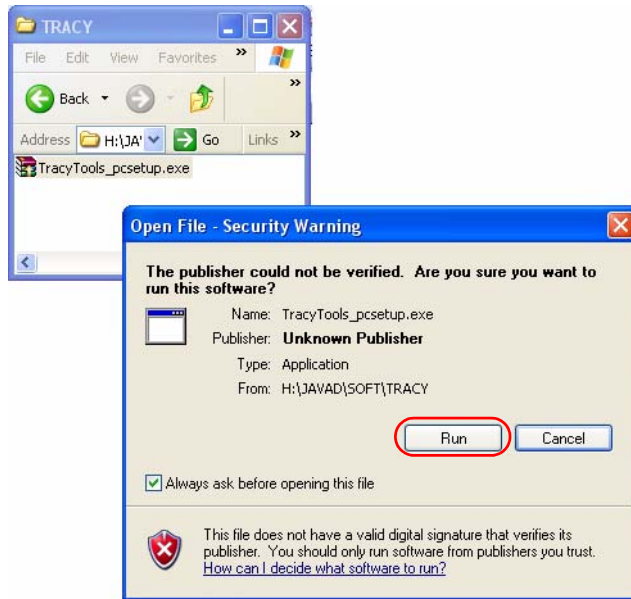 TRACY
File Edit View Favorites »
Back »
Address H:\JA' Go Links »
TracyTools_pcsetup.exe
Open File - Security Warning
The publisher could not be verified. Are you sure you want to
run this software?
Name: TracyTools_pcsetup.exe
Publisher: Unknown Publisher
Type: Application
From: H:\JAVAD\SOFT\TRACY
Run Cancel
Always ask before opening this file
This file does not have a valid digital signature that verifies its
publisher. You should only run software from publishers you trust.
How can I decide what software to run?